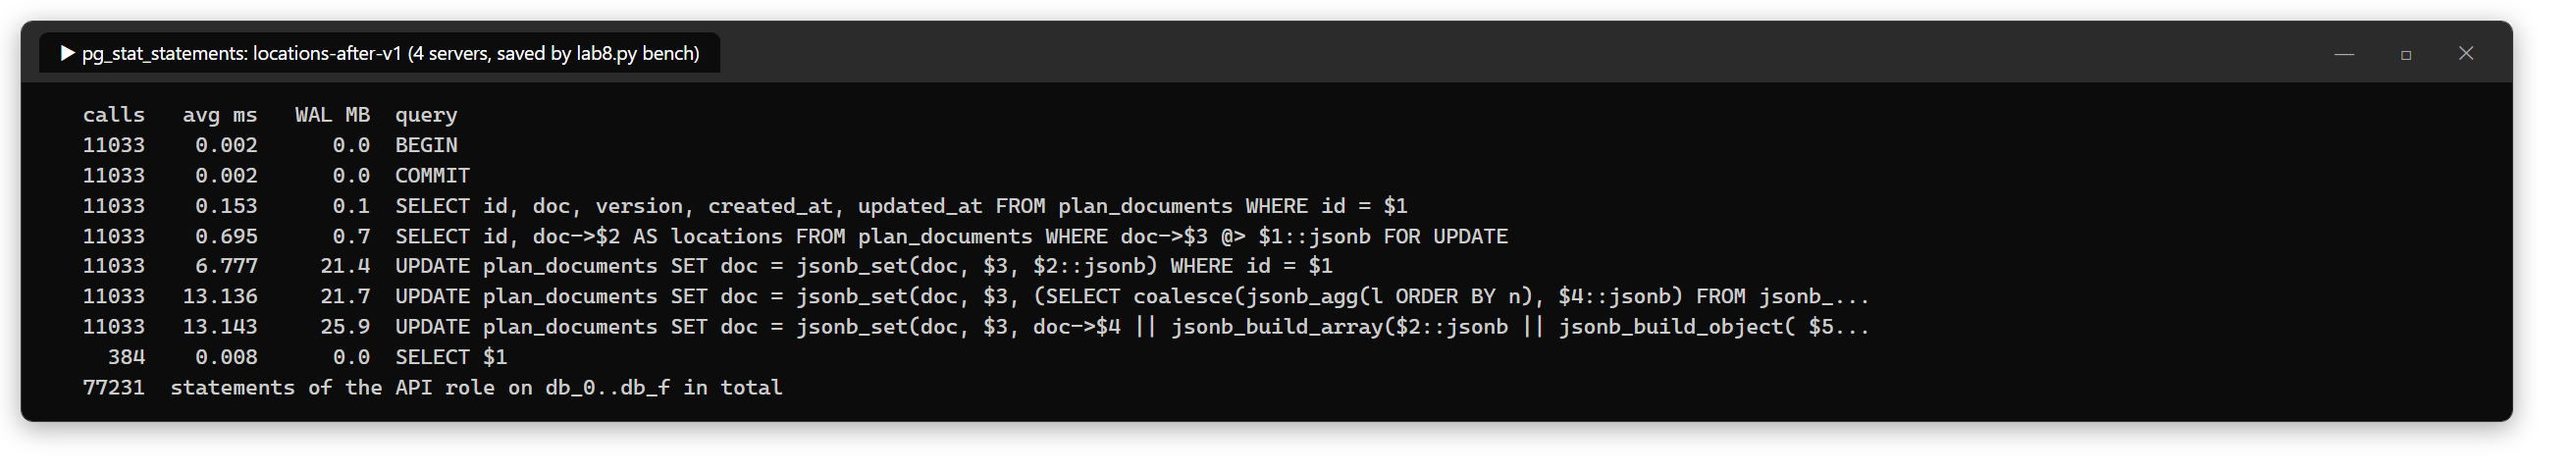 ▶ pg_stat_statements: locations-after-v1 (4 servers, saved by lab8.py bench)
calls   avg ms   WAL MB  query
11033    0.002      0.0  BEGIN
11033    0.002      0.0  COMMIT
11033    0.153      0.1  SELECT id, doc, version, created_at, updated_at FROM plan_documents WHERE id = $1
11033    0.695      0.7  SELECT id, doc->$2 AS locations FROM plan_documents WHERE doc->$3 @> $1::jsonb FOR UPDATE
11033    6.777     21.4  UPDATE plan_documents SET doc = jsonb_set(doc, $3, $2::jsonb) WHERE id = $1
11033   13.136     21.7  UPDATE plan_documents SET doc = jsonb_set(doc, $3, (SELECT coalesce(jsonb_agg(l ORDER BY n), $4::jsonb) FROM jsonb_...
11033   13.143     25.9  UPDATE plan_documents SET doc = jsonb_set(doc, $3, doc->$4 || jsonb_build_array($2::jsonb || jsonb_build_object( $5...
384    0.008      0.0  SELECT $1
77231  statements of the API role on db_0..db_f in total